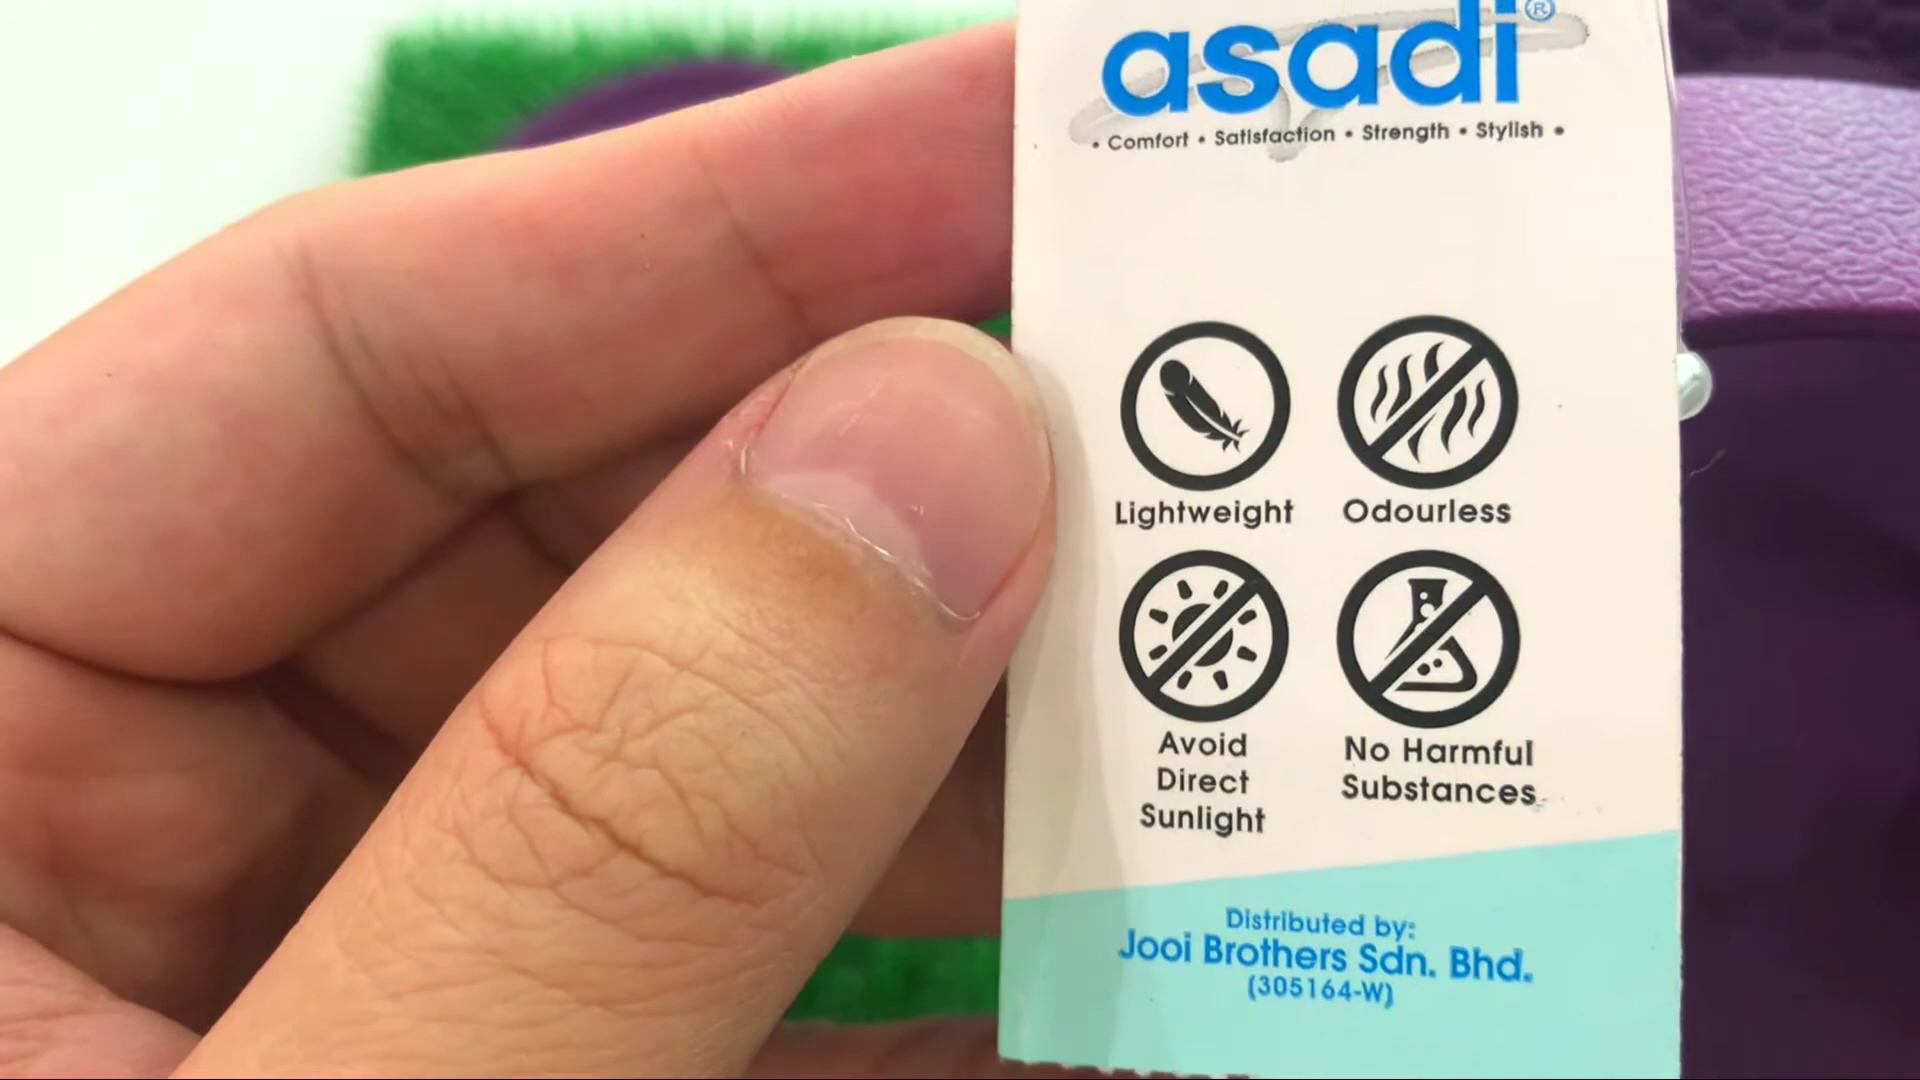 asadi®
• Comfort • Satisfaction • Strength • Stylish •
Lightweight
Odourless
Avoid
Direct
Sunlight
No Harmful
Substances
Distributed by:
Jooi Brothers Sdn. Bhd.
(305164-W)